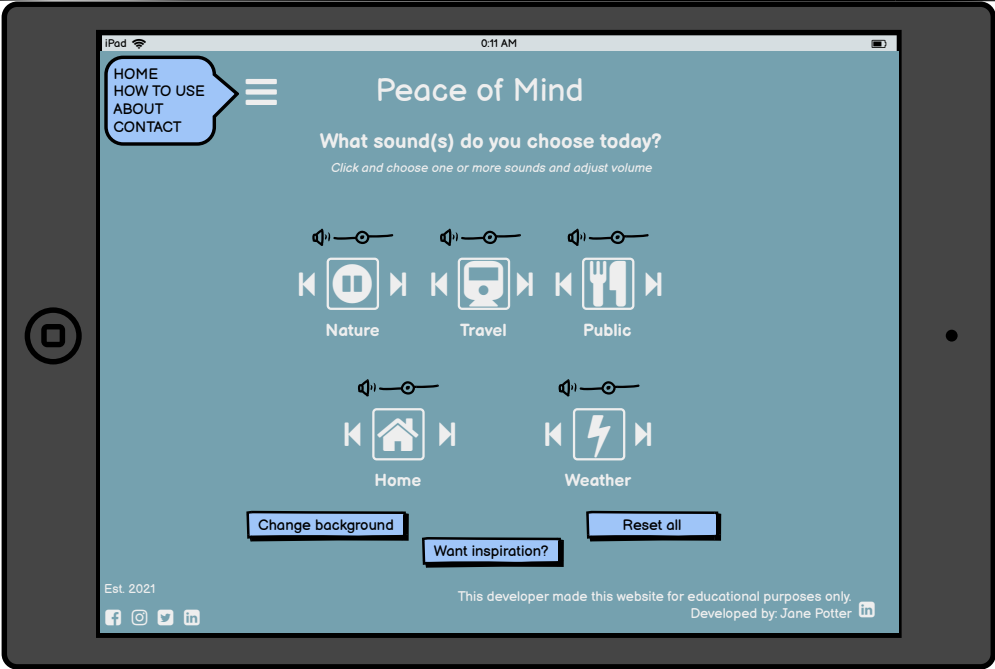 iPad
0:11 AM
HOME
HOW TO USE
ABOUT
CONTACT
Peace of Mind
What sound(s) do you choose today?
Click and choose one or more sounds and adjust volume
Nature
Travel
Public
Home
Weather
Change background
Want inspiration?
Reset all
Est. 2021
This developer made this website for educational purposes only.
Developed by: Jane Potter